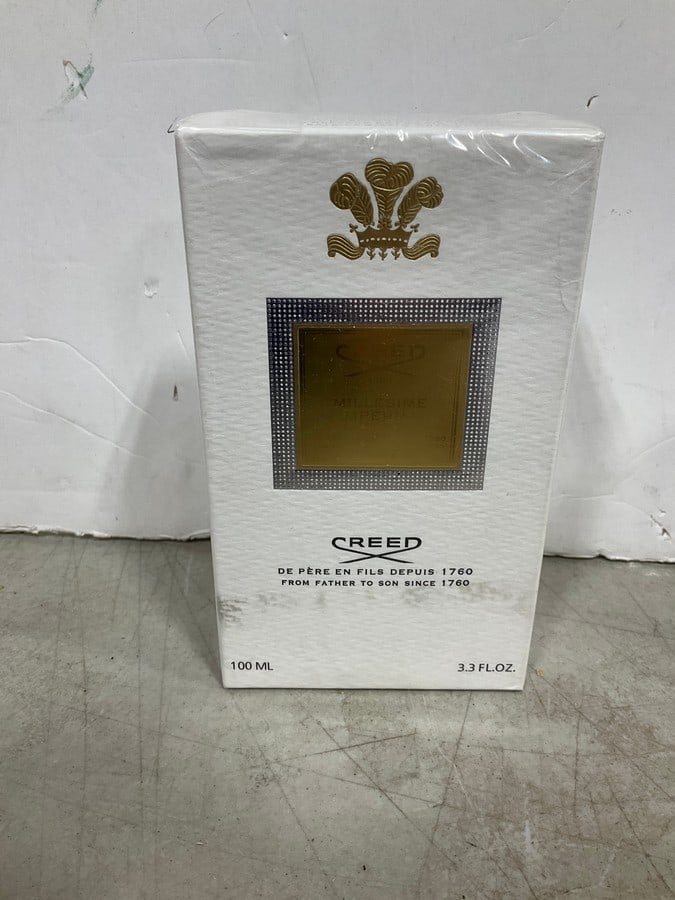 CREED
MILLESIME
CREED
DE PÈRE EN FILS DEPUIS 1760
FROM FATHER TO SON SINCE 1760
100 ML
3.3 FL.OZ.